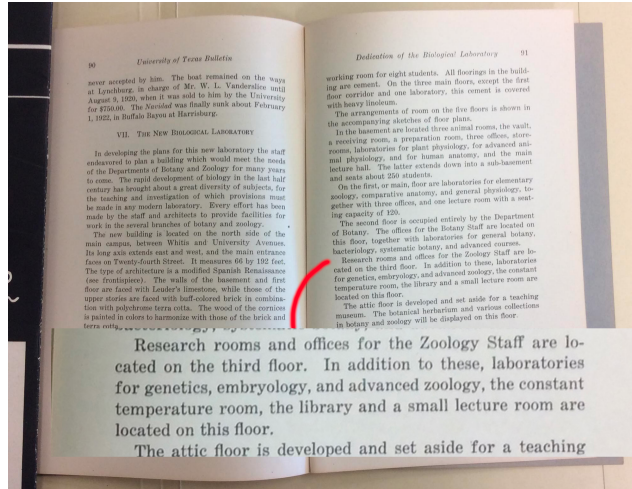 90
University of Texas Bulletin
never accepted by him. The boat remained on the ways
at Lynchburg, in charge of Mr. W. L. Vanderslice until
August 9, 1920, when it was sold to him by the University
for $750.00. The Navidad was finally sunk about February
1, 1922, in Buffalo Bayou at Harrisburg.
VII. THE NEW BIOLOGICAL LABORATORY
In developing the plans for this new laboratory the staff
endeavored to plan a building which would meet the needs
of the Departments of Botany and Zoology for many years
to come. The rapid development of biology in the last half
century has brought about a great diversity of subjects, for
the teaching and investigation of which provisions must
be made in any modern laboratory. Every effort has been
made by the staff and architects to provide facilities for
work in the several branches of botany and zoology.
The new building is located on the north side of the
main campus, between Whitis and University Avenues.
Its long axis extends east and west, and the main entrance
faces on Twenty-fourth Street. It measures 66 by 192 feet.
The type of architecture is a modified Spanish Renaissance
(see frontispiece). The walls of the basement and first
floor are faced with Lueder's limestone, while those of the
upper stories are faced with buff-colored brick in combina-
tion with polychrome terra cotta. The wood of the cornices
is painted in colors to harmonize with those of the brick and
terra cotta.
Dedication of the Biological Laboratory
91
working room for eight students. All floorings in the build-
ing are cement. On the three main floors, except the first
floor corridor and one laboratory, this cement is covered
with heavy linoleum.
The arrangements of room on the five floors is shown in
the accompanying sketches of floor plans.
In the basement are located three animal rooms, the vault,
a receiving room, a preparation room, three offices, store-
rooms, laboratories for plant physiology, for advanced ani-
mal physiology, and for human anatomy, and the main
lecture hall. The latter extends down into a sub-basement
and seats about 250 students.
On the first, or main, floor are laboratories for elementary
zoology, comparative anatomy, and general physiology, to-
gether with three offices, and one lecture room with a seat-
ing capacity of 120.
The second floor is occupied entirely by the Department
of Botany. The offices for the Botany Staff are located on
this floor, together with laboratories for general botany,
bacteriology, systematic botany, and advanced courses.
Research rooms and offices for the Zoology Staff are lo-
cated on the third floor. In addition to these, laboratories
for genetics, embryology, and advanced zoology, the constant
temperature room, the library and a small lecture room are
located on this floor.
The attic floor is developed and set aside for a teaching
museum. The botanical herbarium and various collections
in botany and zoology will be displayed on this floor
Research rooms and offices for the Zoology Staff are lo-
cated on the third floor. In addition to these, laboratories
for genetics, embryology, and advanced zoology, the constant
temperature room, the library and a small lecture room are
located on this floor.
The attic floor is developed and set aside for a teaching